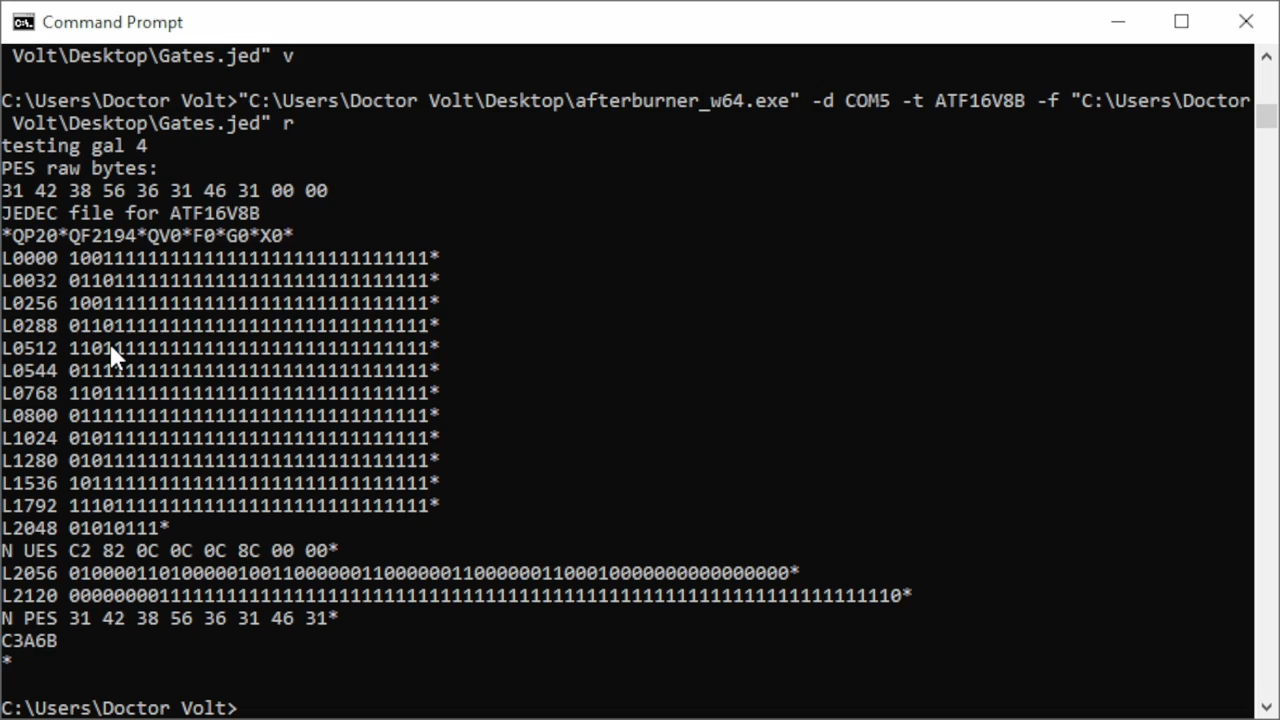 Command Prompt
Volt\Desktop\Gates.jed" v
C:\Users\Doctor Volt>"C:\Users\Doctor Volt\Desktop\afterburner_w64.exe" -d COM5 -t ATF16V8B -f "C:\Users\Doctor
Volt\Desktop\Gates.jed" r
testing gal 4
PES raw bytes:
31 42 38 56 36 31 46 31 00 00
JEDEC file for ATF16V8B
*QP20*QF2194*QV0*F0*G0*X0*
L0000 10011111111111111111111111111111*
L0032 01101111111111111111111111111111*
L0256 10011111111111111111111111111111*
L0288 01101111111111111111111111111111*
L0512 11011111111111111111111111111111*
L0544 01111111111111111111111111111111*
L0768 11011111111111111111111111111111*
L0800 01111111111111111111111111111111*
L1024 01011111111111111111111111111111*
L1280 01011111111111111111111111111111*
L1536 10111111111111111111111111111111*
L1792 11101111111111111111111111111111*
L2048 01010111*
N UES C2 82 0C 0C 0C 8C 00 00*
L2056 0100001101000001001100000011000000110000001100010000000000000000*
L2120 00000000111111111111111111111111111111111111111111111111111111111111111110*
N PES 31 42 38 56 36 31 46 31*
C3A6B
*
C:\Users\Doctor Volt>